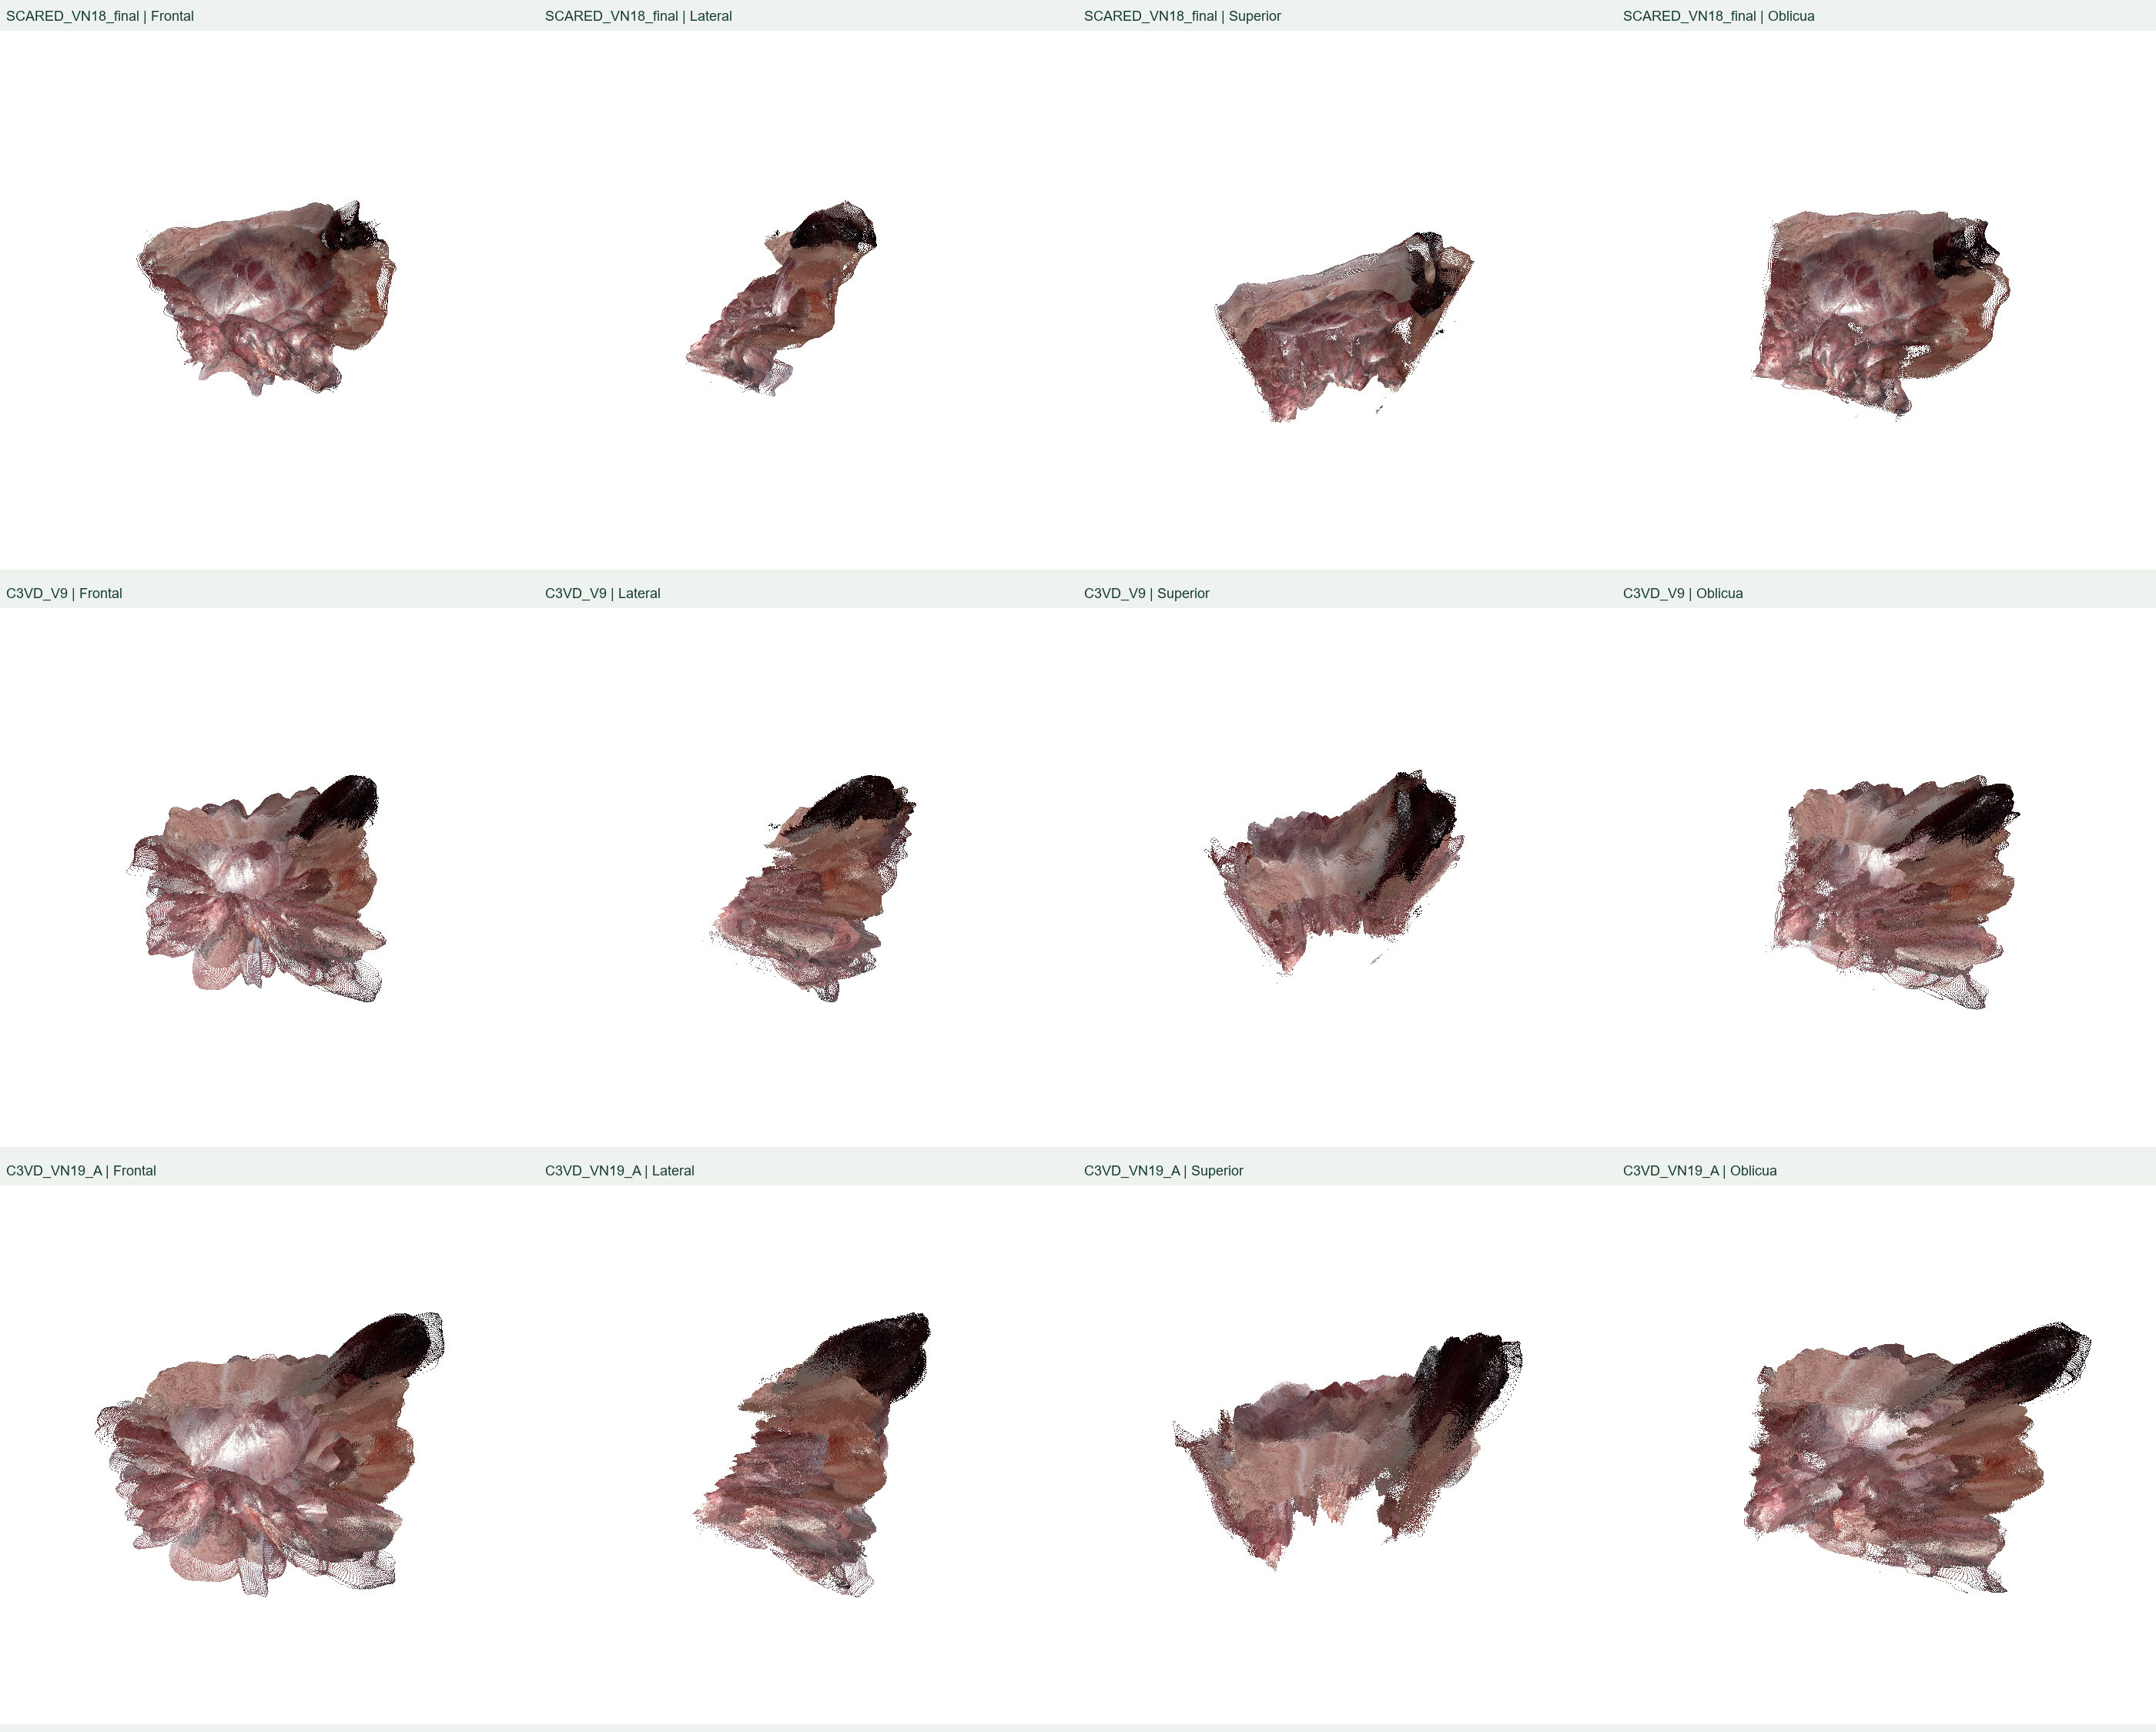 SCARED_VN18_final | Frontal
SCARED_VN18_final | Lateral
SCARED_VN18_final | Superior
SCARED_VN18_final | Oblicua
C3VD_V9 | Frontal
C3VD_V9 | Lateral
C3VD_V9 | Superior
C3VD_V9 | Oblicua
C3VD_VN19_A | Frontal
C3VD_VN19_A | Lateral
C3VD_VN19_A | Superior
C3VD_VN19_A | Oblicua